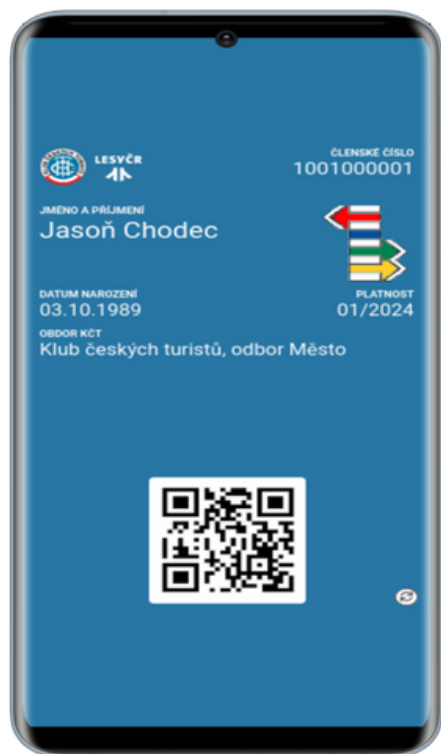 LESYČR
ČLENSKÉ ČÍSLO
1001000001
JMÉNO A PŘÍJMENÍ
Jasoň Chodec
DATUM NAROZENÍ
03.10.1989
PLATNOST
01/2024
OBDOR KČT
Klub českých turistů, odbor Město